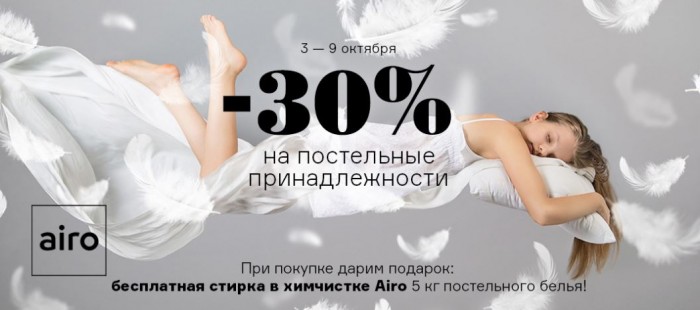 3 — 9 октября
-30%
на постельные
принадлежности
airo
При покупке дарим подарок:
бесплатная стирка в химчистке Airo 5 кг постельного белья!